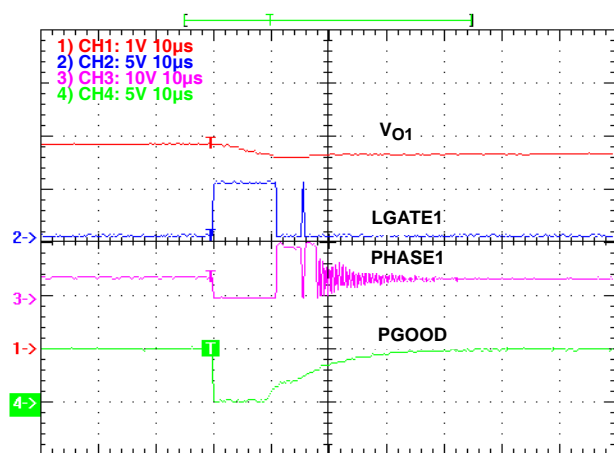 T
1) CH1: 1V 10µs
2) CH2: 5V 10µs
3) CH3: 10V 10µs
4) CH4: 5V 10µs
VO1
LGATE1
2->
PHASE1
3->
PGOOD
1->
T
4->